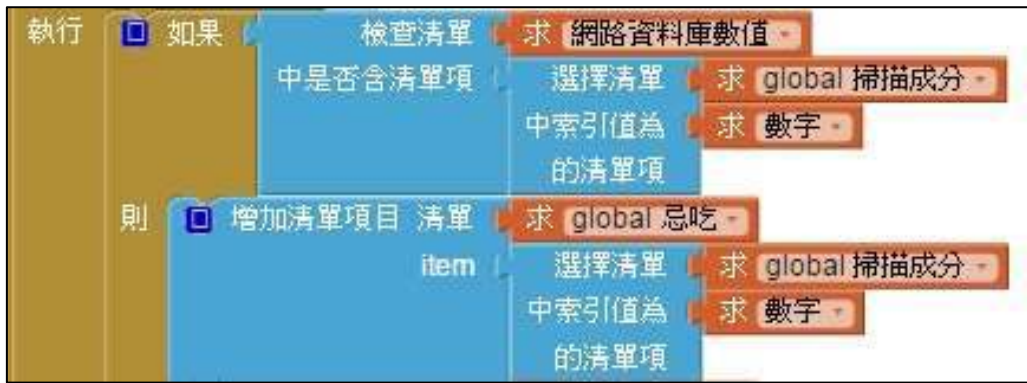 執行 如果 檢查清單 求 網路資料庫數值
中是否含清單項 選擇清單 求 global 掃描成分
中索引值為 求 數字
的清單項
則 增加清單項目 清單 求 global 忌吃
item 選擇清單 求 global 掃描成分
中索引值為 求 數字
的清單項